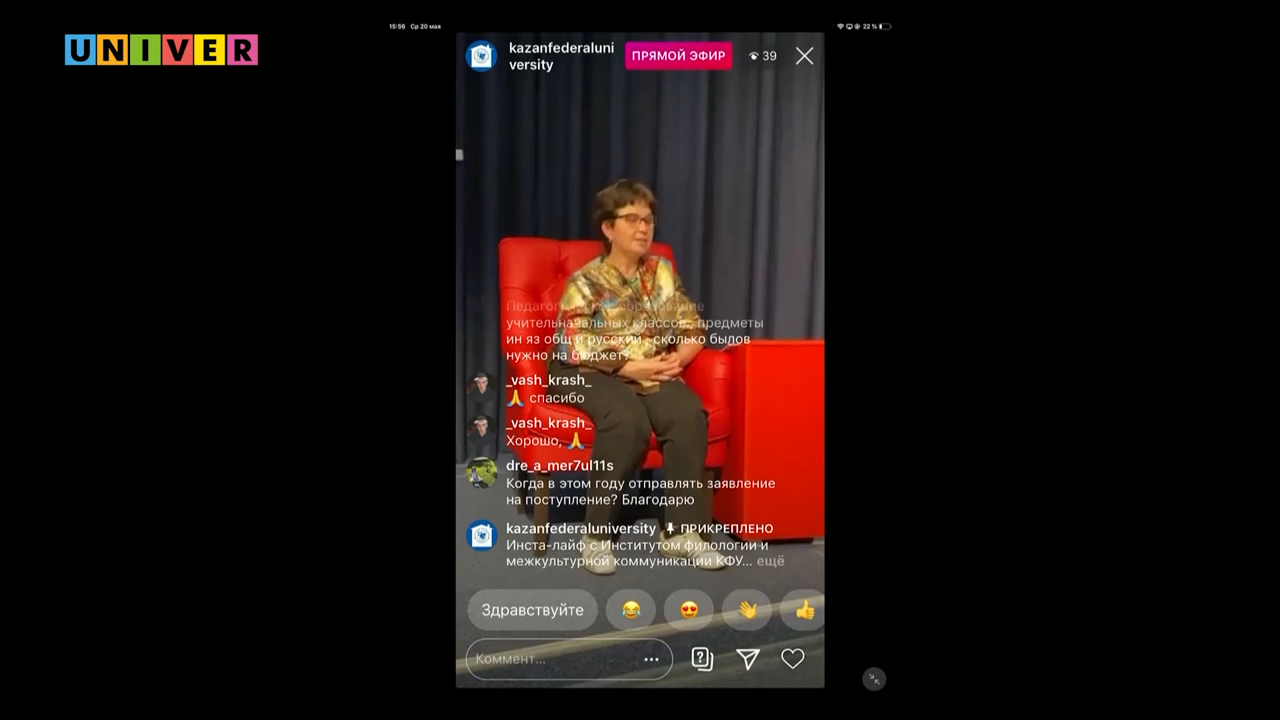 UNIVER
15:56 Ср 20 мая
22 %
kazanfederaluni
versity
ПРЯМОЙ ЭФИР
39
учительначальных классов , предметы
ин яз общ и русский , сколько былов
нужно на бюджет?
_vash_krash_
🙏 спасибо
_vash_krash_
Хорошо, 🙏
dre_a_mer7ul11s
Когда в этом году отправлять заявление
на поступление? Благодарю
kazanfederaluniversity ПРИКРЕПЛЕНО
Инста-лайф с Институтом филологии и
межкультурной коммуникации КФУ... ещё
Здравствуйте
Коммент...